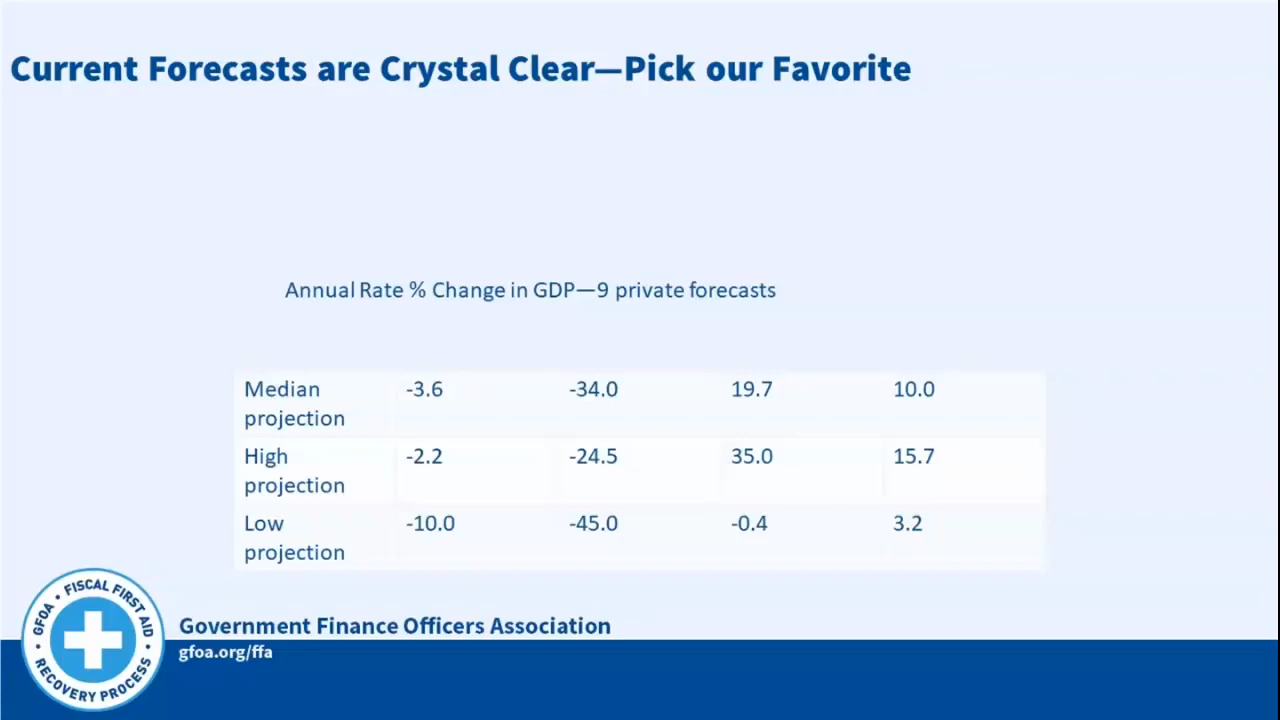 Current Forecasts are Crystal Clear—Pick our Favorite
Annual Rate % Change in GDP—9 private forecasts
Median projection -3.6 -34.0 19.7 10.0
High projection -2.2 -24.5 35.0 15.7
Low projection -10.0 -45.0 -0.4 3.2
GFOA • FISCAL FIRST AID • RECOVERY PROCESS •
Government Finance Officers Association
gfoa.org/ffa